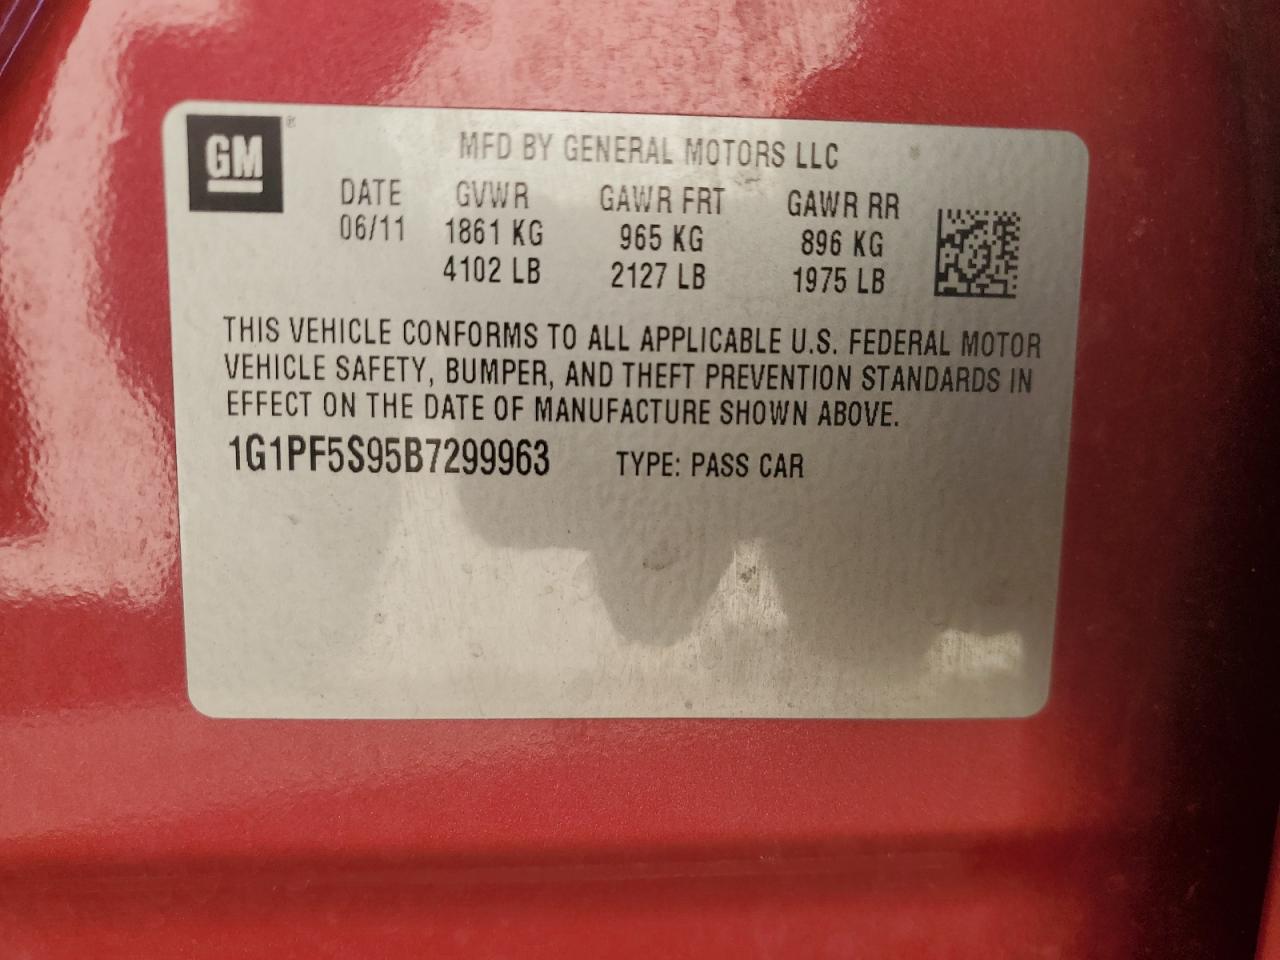 GM ®
MFD BY GENERAL MOTORS LLC
DATE GVWR GAWR FRT GAWR RR
06/11 1861 KG 965 KG 896 KG
4102 LB 2127 LB 1975 LB
THIS VEHICLE CONFORMS TO ALL APPLICABLE U.S. FEDERAL MOTOR
VEHICLE SAFETY, BUMPER, AND THEFT PREVENTION STANDARDS IN
EFFECT ON THE DATE OF MANUFACTURE SHOWN ABOVE.
1G1PF5S95B7299963 TYPE: PASS CAR